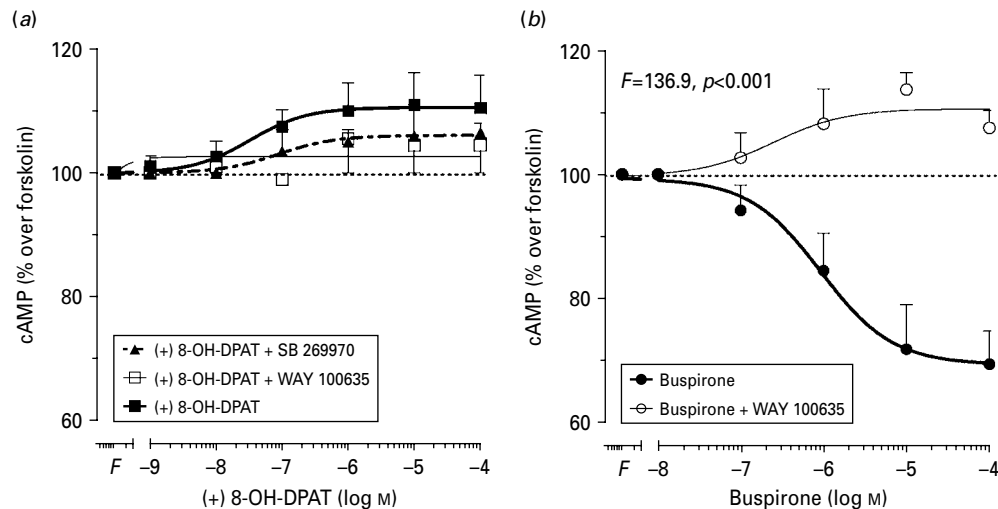 (a)
120
100
80
60
cAMP (% over forskolin)
(+) 8-OH-DPAT + SB 269970
(+) 8-OH-DPAT + WAY 100635
(+) 8-OH-DPAT
F
–9
–8
–7
–6
–5
–4
(+) 8-OH-DPAT (log M)
(b)
120
100
80
60
cAMP (% over forskolin)
F=136.9, p<0.001
Buspirone
Buspirone + WAY 100635
F
–8
–7
–6
–5
–4
Buspirone (log M)